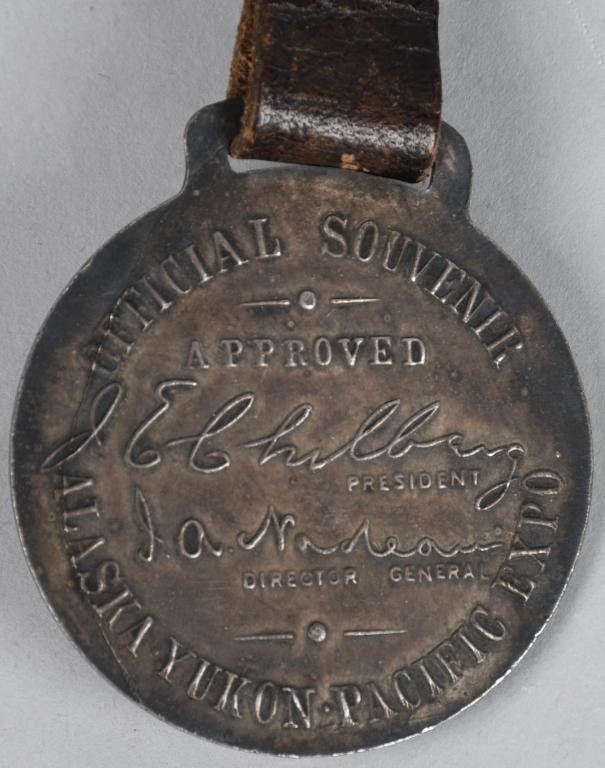 OFFICIAL SOUVENIR
APPROVED
J E Chilberg
PRESIDENT
I. A. Nadeau
DIRECTOR GENERAL
ALASKA · YUKON · PACIFIC EXPO